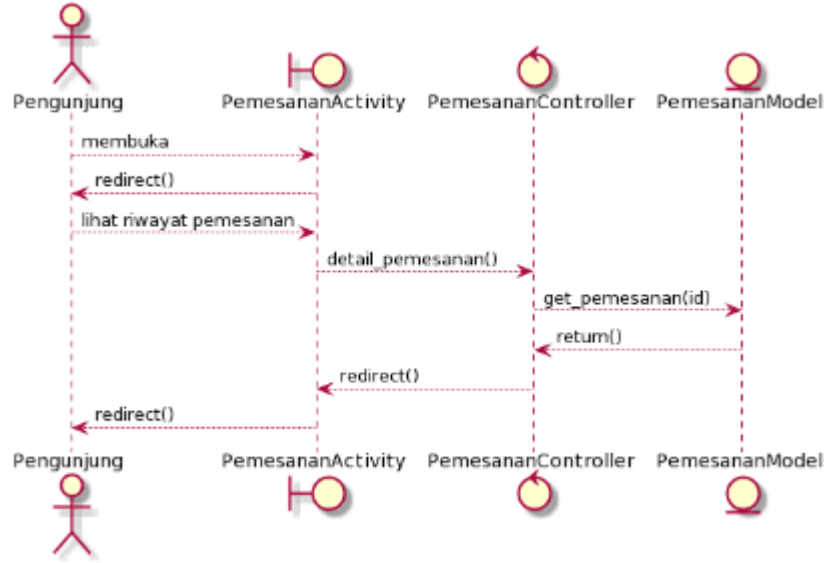 Pengunjung PemesananActivity PemesananController PemesananModel
membuka
redirect()
lihat riwayat pemesanan
detail_pemesanan()
get_pemesanan(id)
return()
redirect()
redirect()
Pengunjung PemesananActivity PemesananController PemesananModel